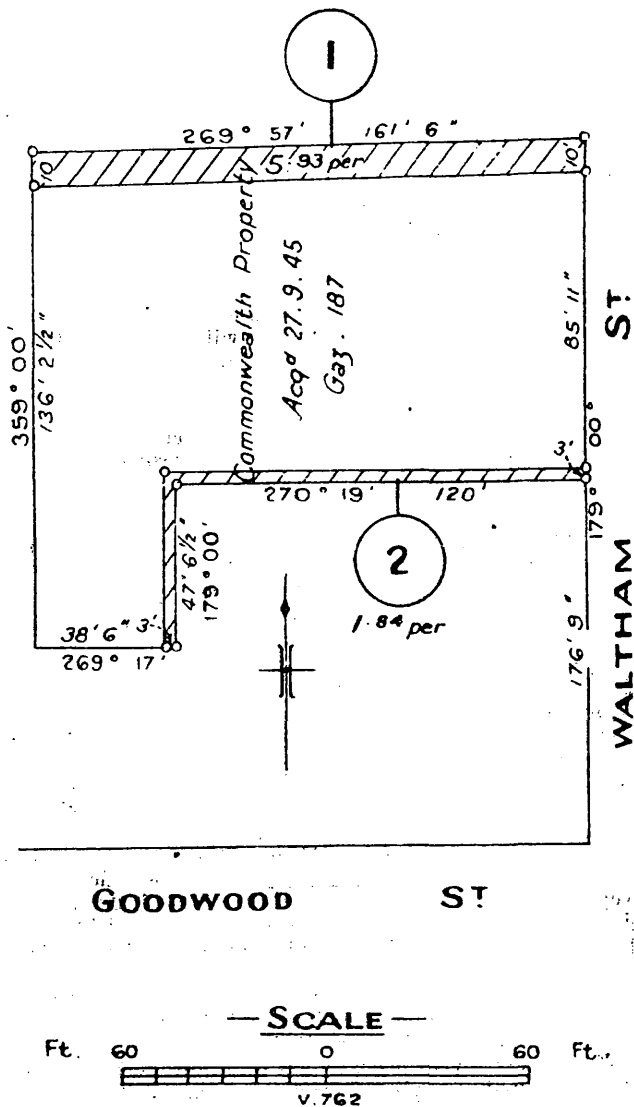 1
269° 57' 161' 6"
5·93 per
10'
10'
Commonwealth Property
Acqᵈ 27.9.45
Gaz. 187
359° 00'
136' 2½"
85' 11"
ST
3'
179° 00'
270° 19' 120'
2
1·84 per
47' 6½"
179° 00'
38' 6" 3'
269° 17'
176' 9"
WALTHAM
GOODWOOD ST
— SCALE —
Ft. 60 0 60 Ft.
V.762